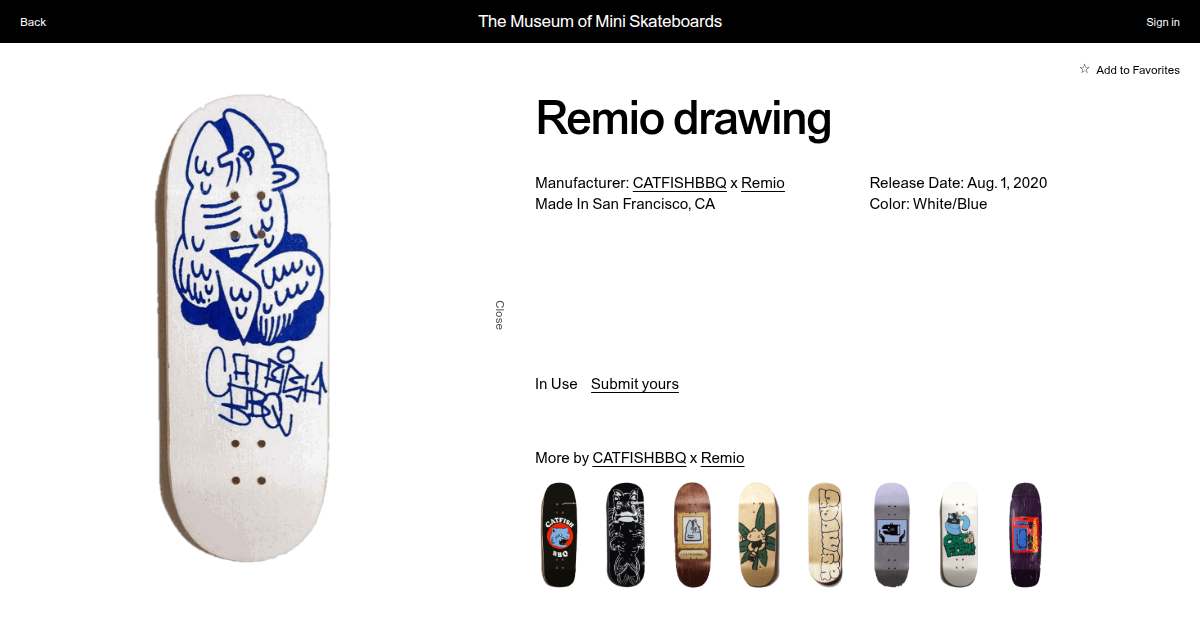 Back
The Museum of Mini Skateboards
Sign in
☆ Add to Favorites
Remio drawing
Manufacturer: CATFISHBBQ x Remio
Made In San Francisco, CA
Release Date: Aug. 1, 2020
Color: White/Blue
CATFISH
BBQ
Close
In Use
Submit yours
More by CATFISHBBQ x Remio
CATFISH
BBQ